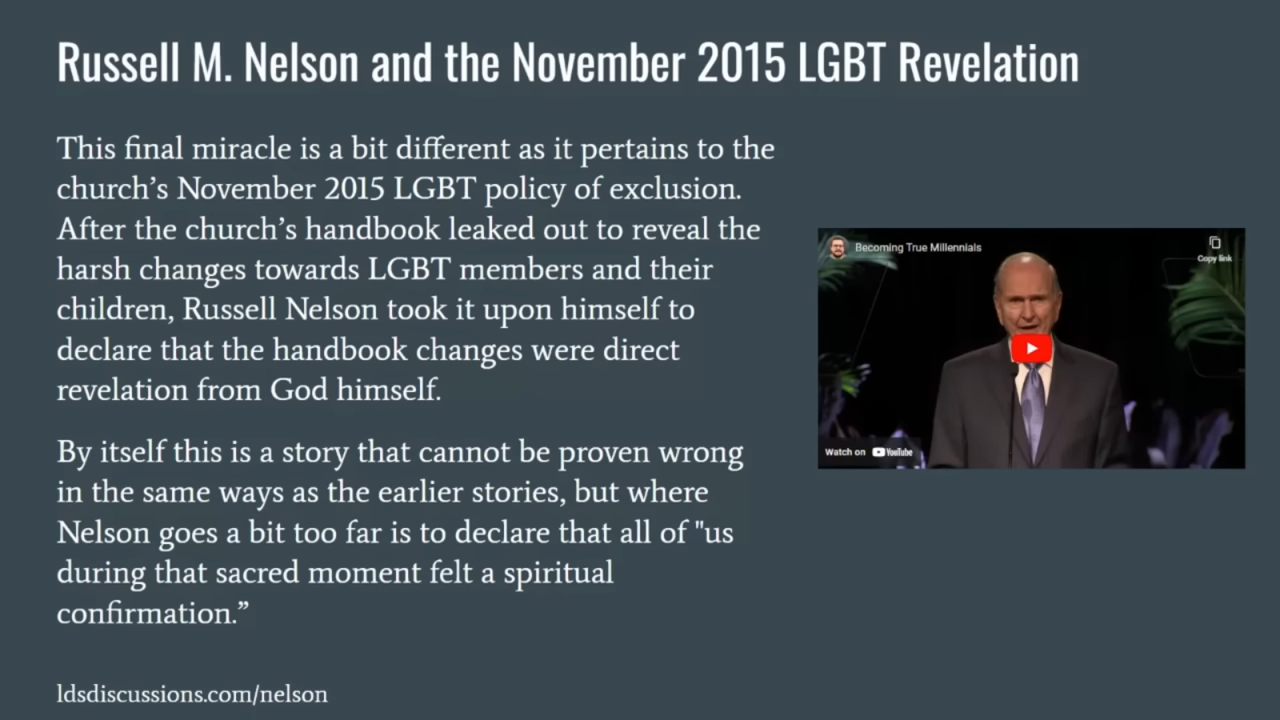 Russell M. Nelson and the November 2015 LGBT Revelation
This final miracle is a bit different as it pertains to the
church’s November 2015 LGBT policy of exclusion.
After the church’s handbook leaked out to reveal the
harsh changes towards LGBT members and their
children, Russell Nelson took it upon himself to
declare that the handbook changes were direct
revelation from God himself.
By itself this is a story that cannot be proven wrong
in the same ways as the earlier stories, but where
Nelson goes a bit too far is to declare that all of "us
during that sacred moment felt a spiritual
confirmation.”
Becoming True Millennials
Copy link
Watch on YouTube
ldsdiscussions.com/nelson